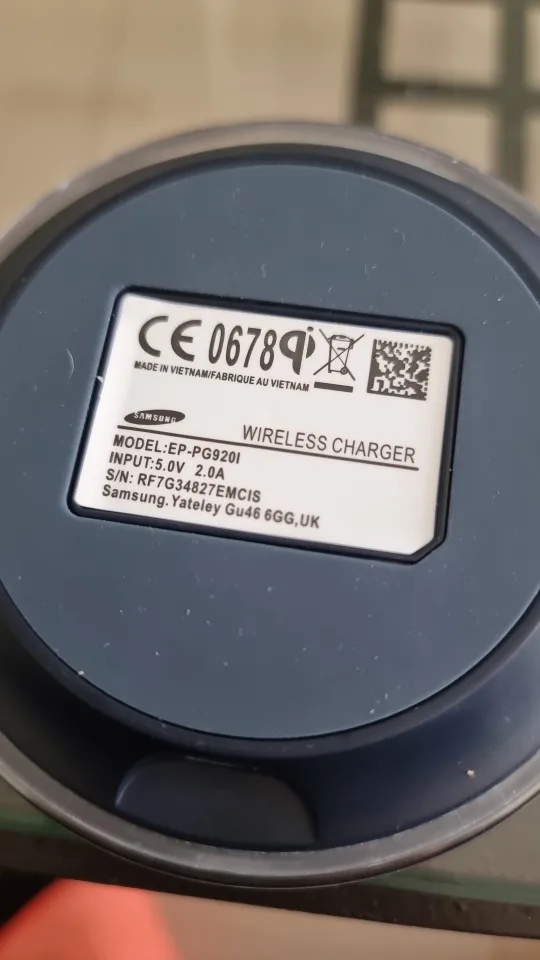 CE 0678 Qi
MADE IN VIETNAM/FABRIQUE AU VIETNAM
SAMSUNG
WIRELESS CHARGER
MODEL:EP-PG920I
INPUT:5.0V 2.0A
S/N: RF7G34827EMCIS
Samsung.Yateley Gu46 6GG,UK